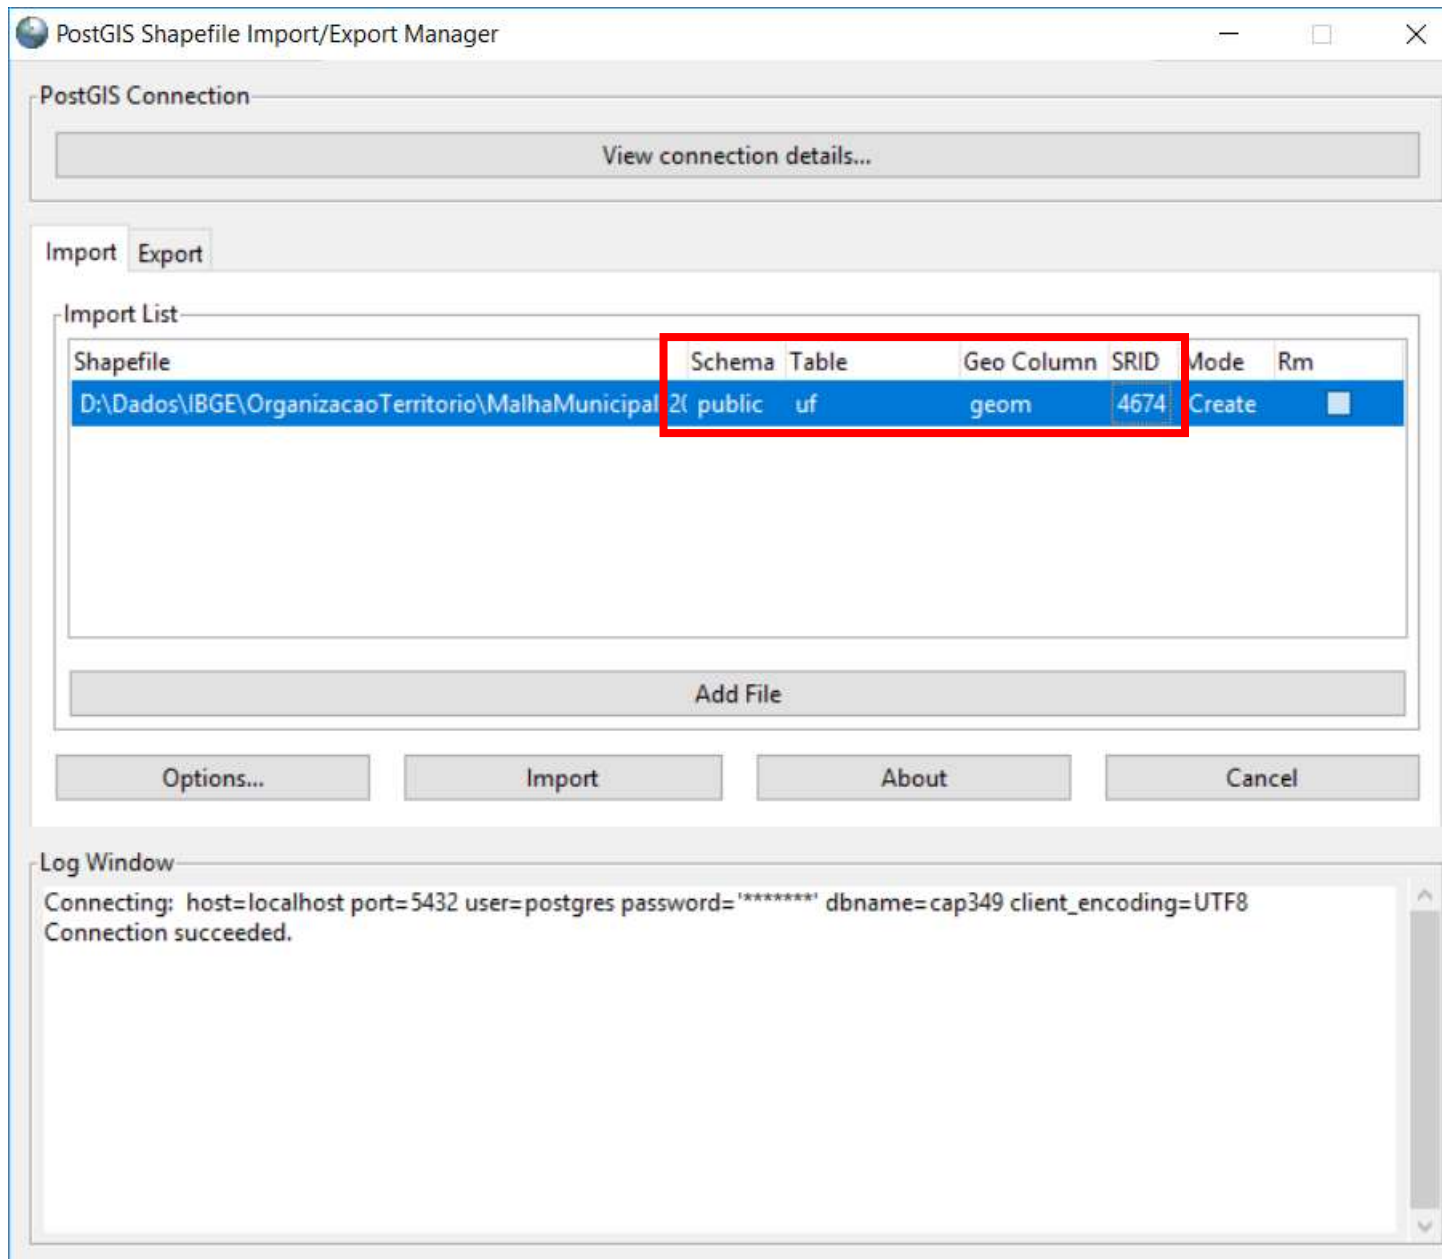 PostGIS Shapefile Import/Export Manager
PostGIS Connection
View connection details...
Import Export
Import List
Shapefile Schema Table Geo Column SRID Mode Rm
D:\Dados\IBGE\OrganizacaoTerritorio\MalhaMunicipal\2( public uf geom 4674 Create
Add File
Options... Import About Cancel
Log Window
Connecting: host=localhost port=5432 user=postgres password='*******' dbname=cap349 client_encoding=UTF8
Connection succeeded.